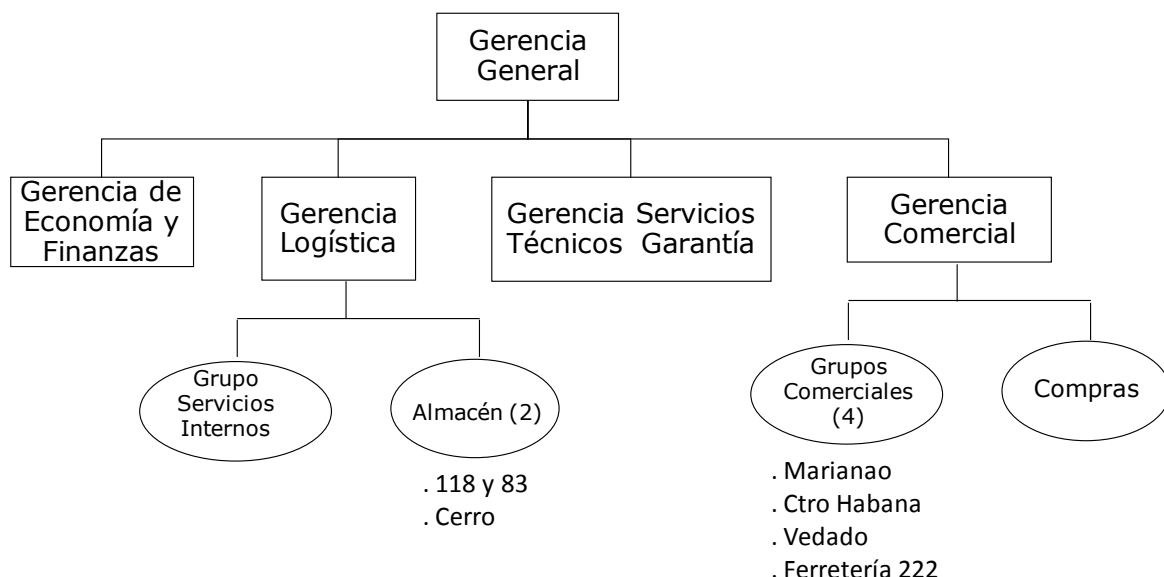 Gerencia
General
Gerencia de
Economía y
Finanzas
Gerencia
Logística
Gerencia Servicios
Técnicos Garantía
Gerencia
Comercial
Grupo
Servicios
Internos
Almacén (2)
. 118 y 83
. Cerro
Grupos
Comerciales
(4)
. Marianao
. Ctro Habana
. Vedado
. Ferretería 222
Compras